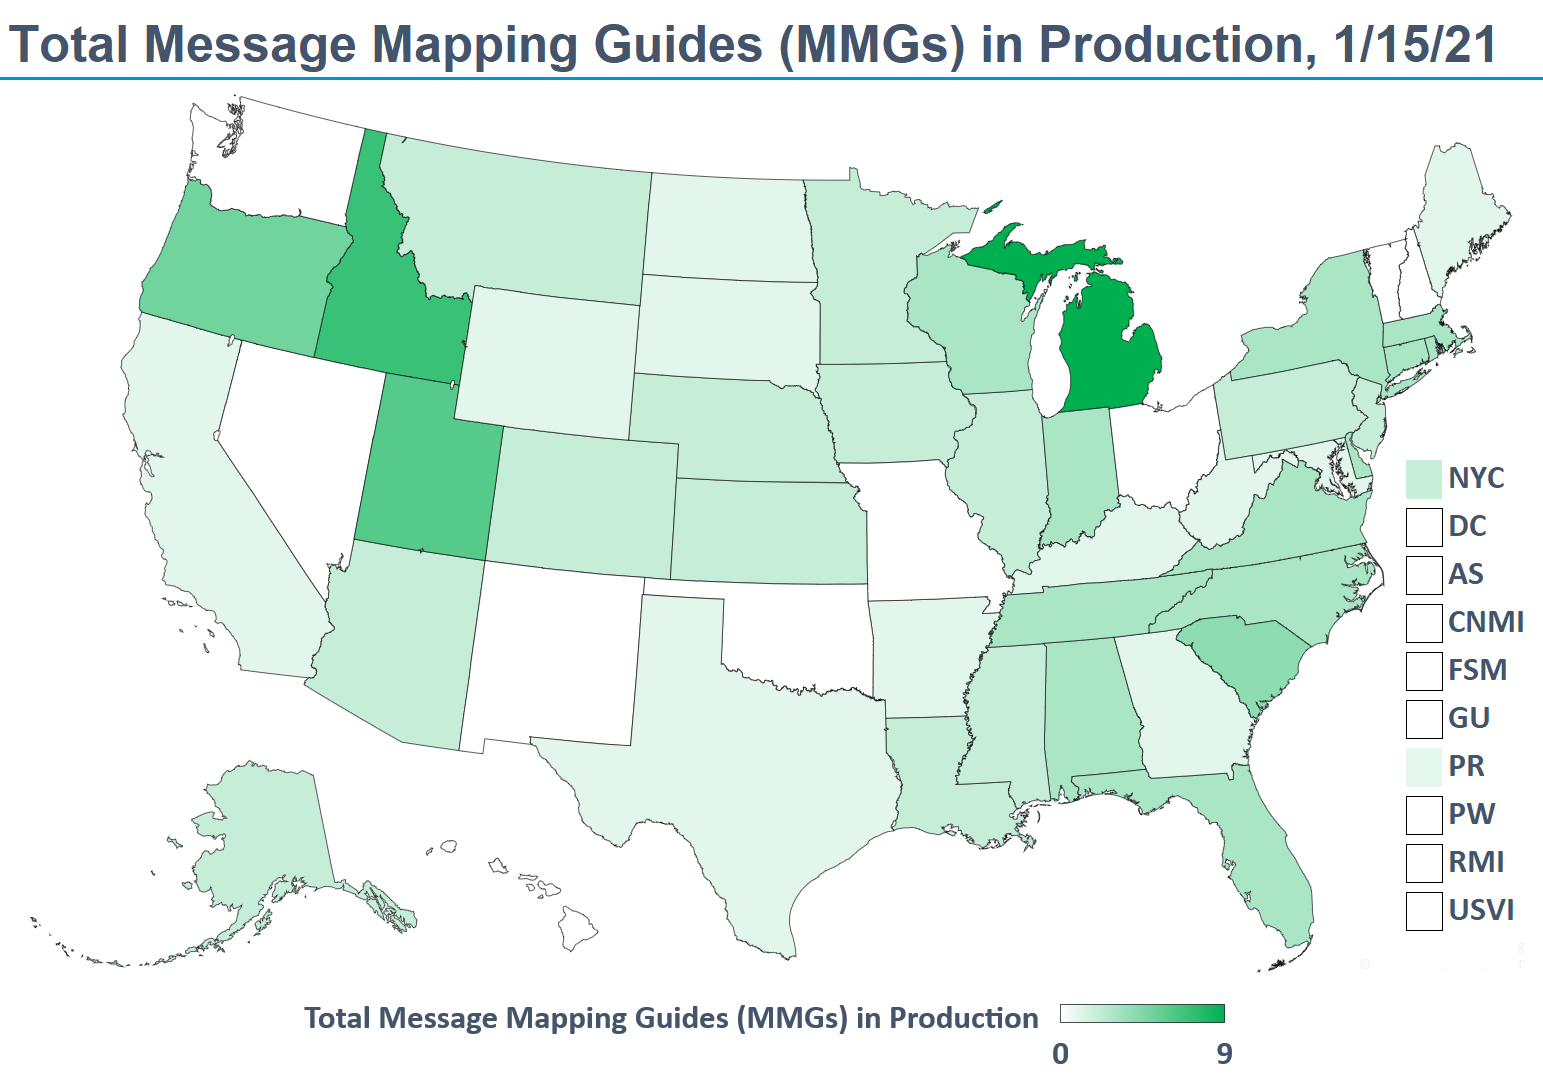 Total Message Mapping Guides (MMGs) in Production, 1/15/21
NYC
DC
AS
CNMI
FSM
GU
PR
PW
RMI
USVI
Total Message Mapping Guides (MMGs) in Production
0
9